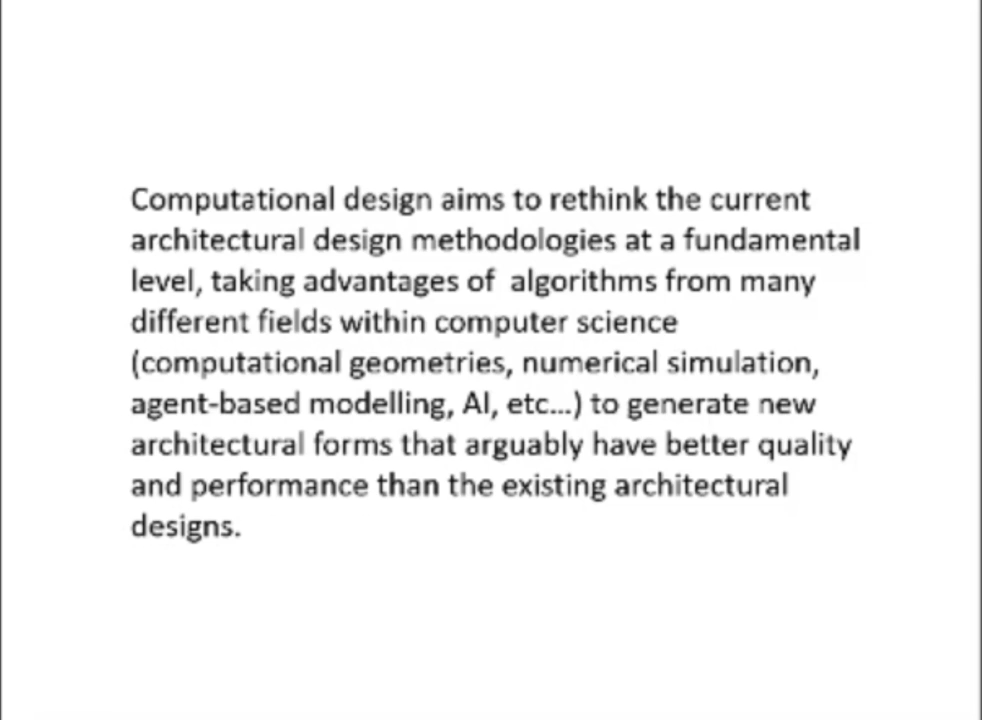 Computational design aims to rethink the current
architectural design methodologies at a fundamental
level, taking advantages of  algorithms from many
different fields within computer science
(computational geometries, numerical simulation,
agent-based modelling, AI, etc...) to generate new
architectural forms that arguably have better quality
and performance than the existing architectural
designs.